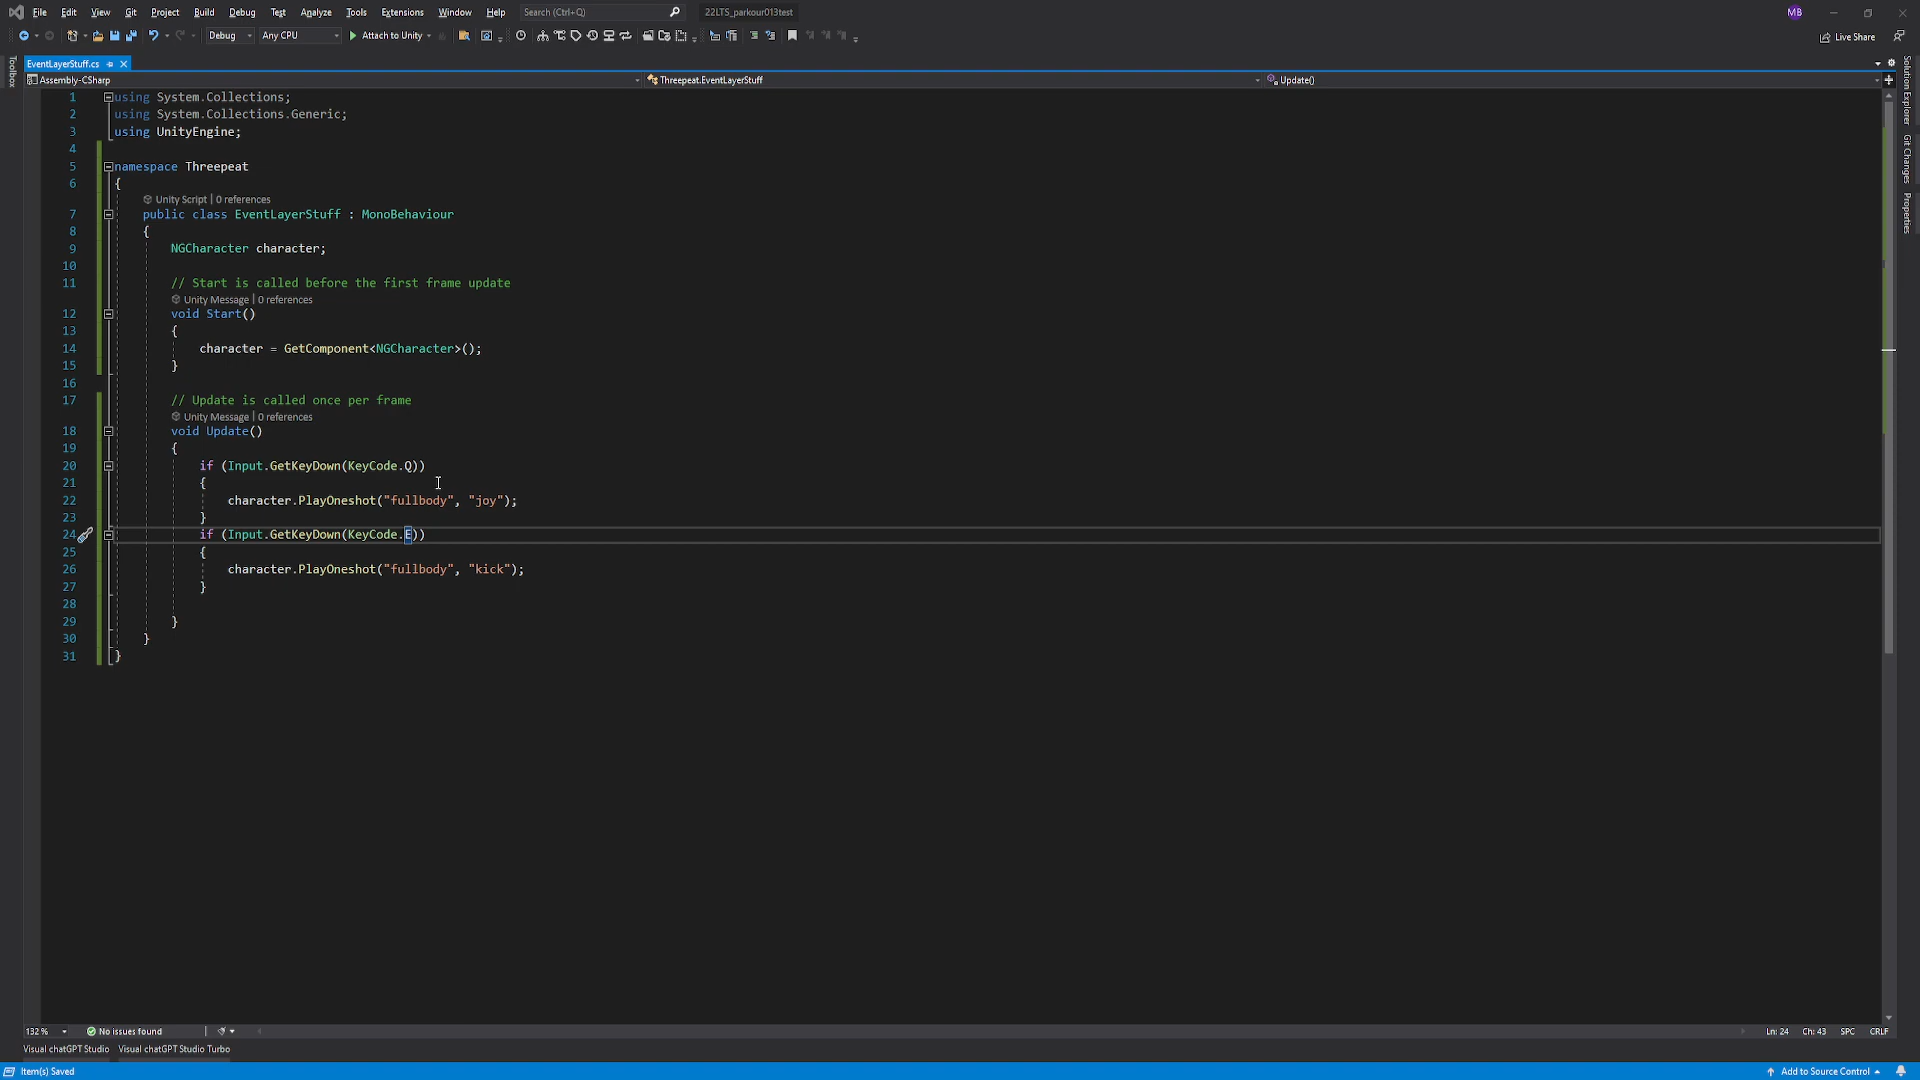 File Edit View Git Project Build Debug Test Analyze Tools Extensions Window Help Search (Ctrl+Q) 22LTS_parkour013test MB
Debug Any CPU Attach to Unity Live Share
EventLayerStuff.cs
Assembly-CSharp Threepeat.EventLayerStuff Update()
1 using System.Collections;
2 using System.Collections.Generic;
3 using UnityEngine;
4
5 namespace Threepeat
6 {
Unity Script | 0 references
7 public class EventLayerStuff : MonoBehaviour
8 {
9 NGCharacter character;
10
11 // Start is called before the first frame update
Unity Message | 0 references
12 void Start()
13 {
14 character = GetComponent<NGCharacter>();
15 }
16
17 // Update is called once per frame
Unity Message | 0 references
18 void Update()
19 {
20 if (Input.GetKeyDown(KeyCode.Q))
21 {
22 character.PlayOneshot("fullbody", "joy");
23 }
24 if (Input.GetKeyDown(KeyCode.E))
25 {
26 character.PlayOneshot("fullbody", "kick");
27 }
28
29 }
30 }
31 }
Toolbox
Solution Explorer
Git Changes
Properties
132 % No issues found Ln: 24 Ch: 43 SPC CRLF
Visual chatGPT Studio Visual chatGPT Studio Turbo
Item(s) Saved Add to Source Control